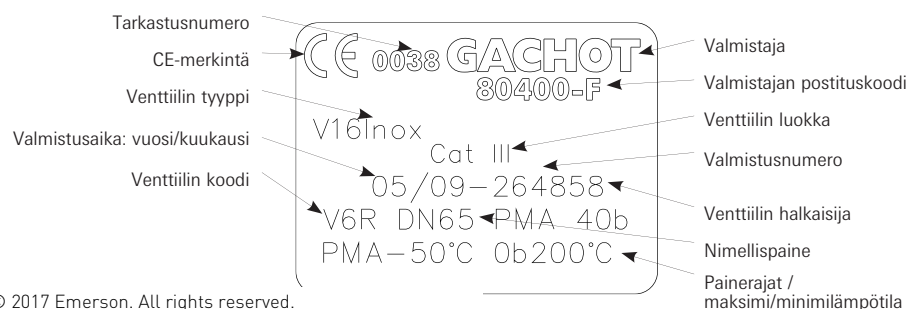 Tarkastusnumero
CE-merkintä
Venttiilin tyyppi
Valmistusaika: vuosi/kuukausi
Venttiilin koodi
CE 0038 GACHOT
80400-F
V16Inox
Cat III
05/09-264858
V6R DN65 PMA 40b
PMA-50°C 0b200°C
Valmistaja
Valmistajan postituskoodi
Venttiilin luokka
Valmistusnumero
Venttiilin halkaisija
Nimellispaine
Painerajat /
maksimi/minimilämpötila
© 2017 Emerson. All rights reserved.